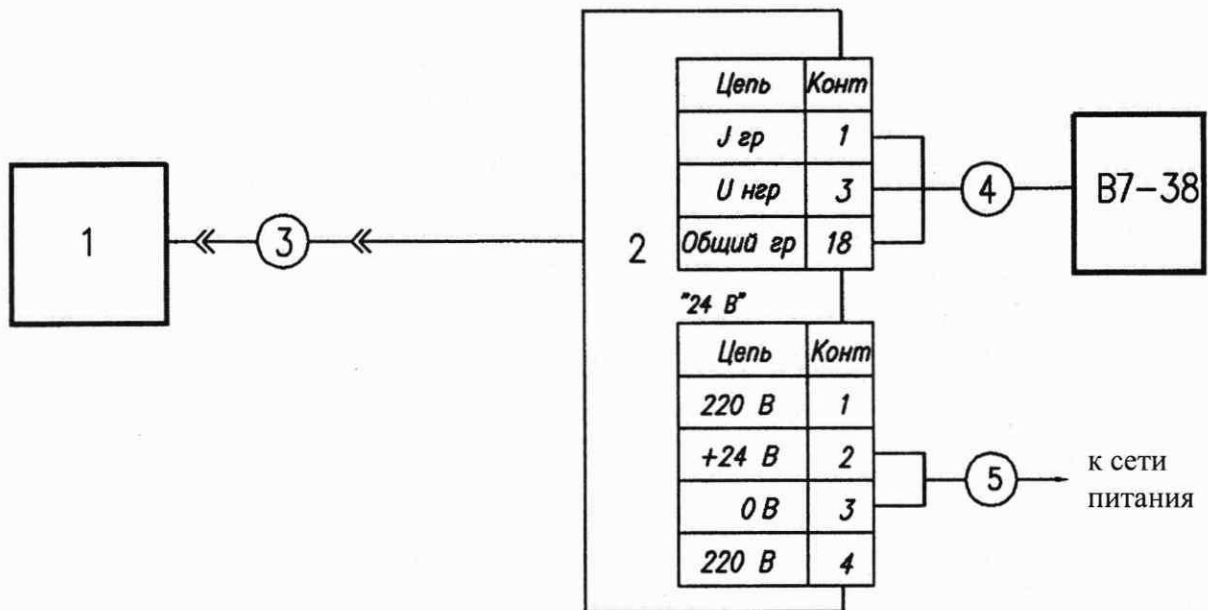 Цепь Конт
J гр 1
U нгр 3
Общий гр 18
1
3
2
4
В7-38
"24 В"
Цепь Конт
220 В 1
+24 В 2
0 В 3
220 В 4
5
к сети
питания